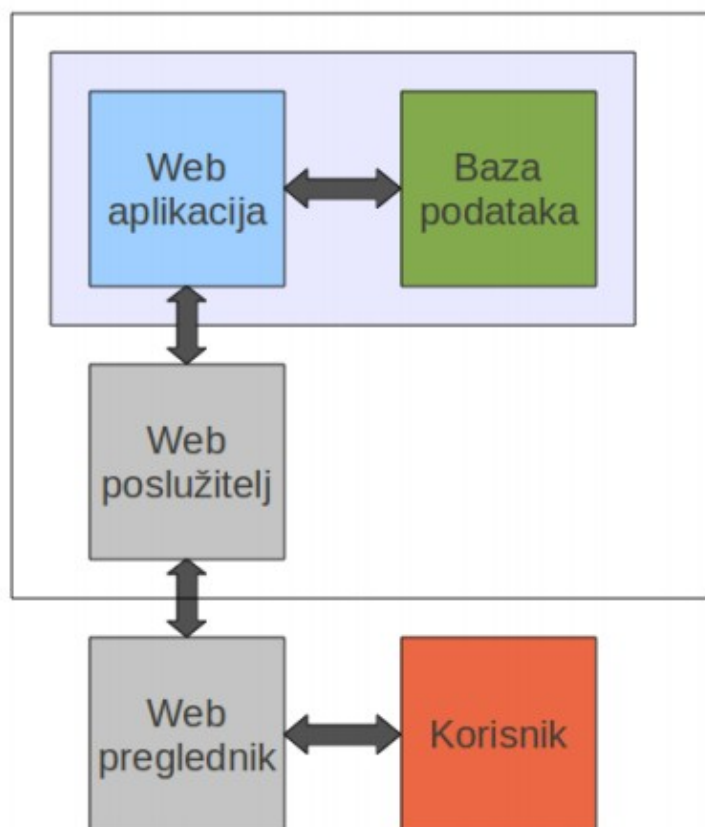 Web
aplikacija
Baza
podataka
Web
poslužitelj
Web
preglednik
Korisnik